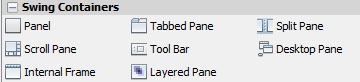 Swing Containers
Panel Tabbed Pane Split Pane
Scroll Pane Tool Bar Desktop Pane
Internal Frame Layered Pane